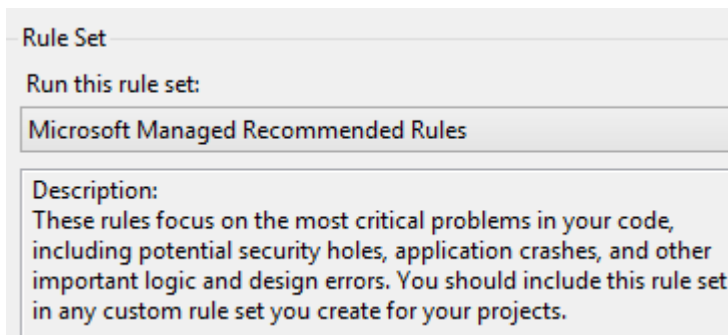 Rule Set
Run this rule set:
Microsoft Managed Recommended Rules
Description:
These rules focus on the most critical problems in your code,
including potential security holes, application crashes, and other
important logic and design errors. You should include this rule set
in any custom rule set you create for your projects.